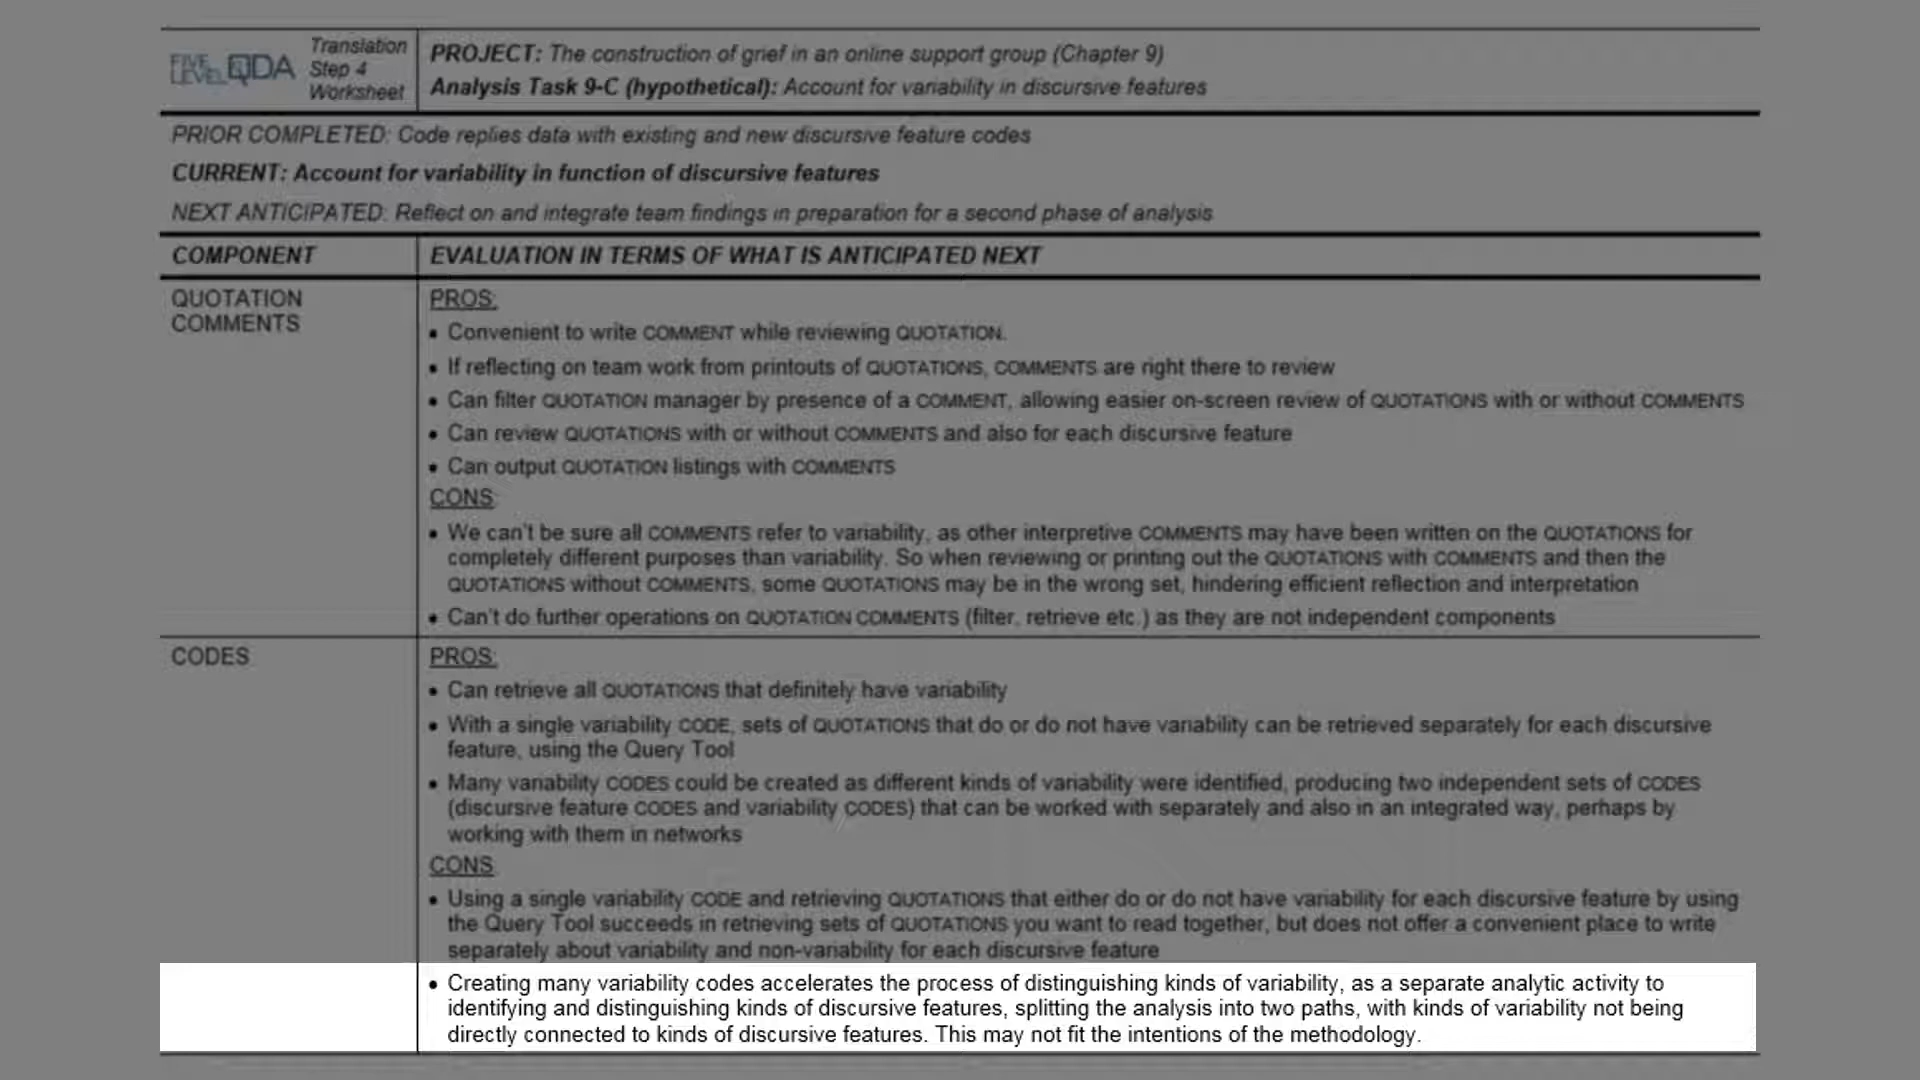 FIVE LEVEL QDA
Translation
Step 4
Worksheet
PROJECT: The construction of grief in an online support group (Chapter 9)
Analysis Task 9-C (hypothetical): Account for variability in discursive features
PRIOR COMPLETED: Code replies data with existing and new discursive feature codes
CURRENT: Account for variability in function of discursive features
NEXT ANTICIPATED: Reflect on and integrate team findings in preparation for a second phase of analysis
COMPONENT
EVALUATION IN TERMS OF WHAT IS ANTICIPATED NEXT
QUOTATION
COMMENTS
PROS:
• Convenient to write COMMENT while reviewing QUOTATION.
• If reflecting on team work from printouts of QUOTATIONS, COMMENTS are right there to review
• Can filter QUOTATION manager by presence of a COMMENT, allowing easier on-screen review of QUOTATIONS with or without COMMENTS
• Can review QUOTATIONS with or without COMMENTS and also for each discursive feature
• Can output QUOTATION listings with COMMENTS
CONS:
• We can't be sure all COMMENTS refer to variability, as other interpretive COMMENTS may have been written on the QUOTATIONS for
completely different purposes than variability. So when reviewing or printing out the QUOTATIONS with COMMENTS and then the
QUOTATIONS without COMMENTS, some QUOTATIONS may be in the wrong set, hindering efficient reflection and interpretation
• Can't do further operations on QUOTATION COMMENTS (filter, retrieve etc.) as they are not independent components
CODES
PROS:
• Can retrieve all QUOTATIONS that definitely have variability
• With a single variability CODE, sets of QUOTATIONS that do or do not have variability can be retrieved separately for each discursive
feature, using the Query Tool
• Many variability CODES could be created as different kinds of variability were identified, producing two independent sets of CODES
(discursive feature CODES and variability CODES) that can be worked with separately and also in an integrated way, perhaps by
working with them in networks
CONS
• Using a single variability CODE and retrieving QUOTATIONS that either do or do not have variability for each discursive feature by using
the Query Tool succeeds in retrieving sets of QUOTATIONS you want to read together, but does not offer a convenient place to write
separately about variability and non-variability for each discursive feature
• Creating many variability codes accelerates the process of distinguishing kinds of variability, as a separate analytic activity to
identifying and distinguishing kinds of discursive features, splitting the analysis into two paths, with kinds of variability not being
directly connected to kinds of discursive features. This may not fit the intentions of the methodology.